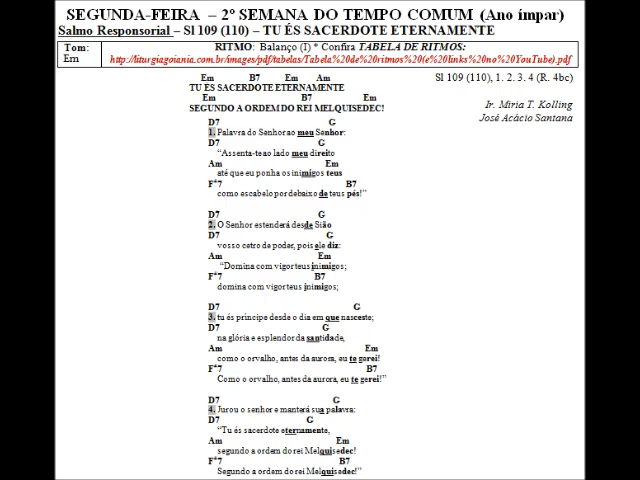 SEGUNDA-FEIRA – 2º SEMANA DO TEMPO COMUM (Ano ímpar)
Salmo Responsorial – Sl 109 (110) – TU ÉS SACERDOTE ETERNAMENTE
Tom: RITMO: Balanço (I) * Confira TABELA DE RITMOS:
Em http://liturgiagoiania.com.br/images/pdf/tabelas/Tabela%20de%20ritmos%20(e%20links%20no%20YouTube).pdf
Sl 109 (110), 1. 2. 3. 4 (R. 4bc)
Em B7 Em Am
TU ÉS SACERDOTE ETERNAMENTE
Em B7 Em
SEGUNDO A ORDEM DO REI MELQUISEDEC!
Ir. Miria T. Kolling
José Acácio Santana
D7 G
1. Palavra do Senhor ao meu Senhor:
D7 G
“Assenta-te ao lado meu direito
Am Em
até que eu ponha os inimigos teus
F#7 B7
como escabelo por debaixo de teus pés!”
D7 G
2. O Senhor estenderá desde Sião
D7 G
vosso cetro de poder, pois ele diz:
Am Em
“Domina com vigor teus inimigos;
F#7 B7
domina com vigor teus inimigos;
D7 G
3. tu és príncipe desde o dia em que nasceste;
D7 G
na glória e esplendor da santidade,
Am Em
como o orvalho, antes da aurora, eu te gerei!
F#7 B7
Como o orvalho, antes da aurora, eu te gerei!”
D7 G
4. Jurou o senhor e manterá sua palavra:
D7 G
“Tu és sacerdote eternamente,
Am Em
segundo a ordem do rei Melquisedec!
F#7 B7
Segundo a ordem do rei Melquisedec!”